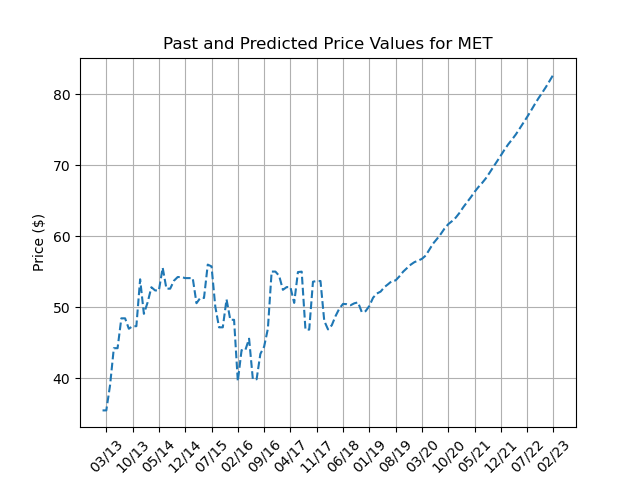 Past and Predicted Price Values for MET
80
70
60
50
40
Price ($)
03/13 10/13 05/14 12/14 07/15 02/16 09/16 04/17 11/17 06/18 01/19 08/19 03/20 10/20 05/21 12/21 07/22 02/23